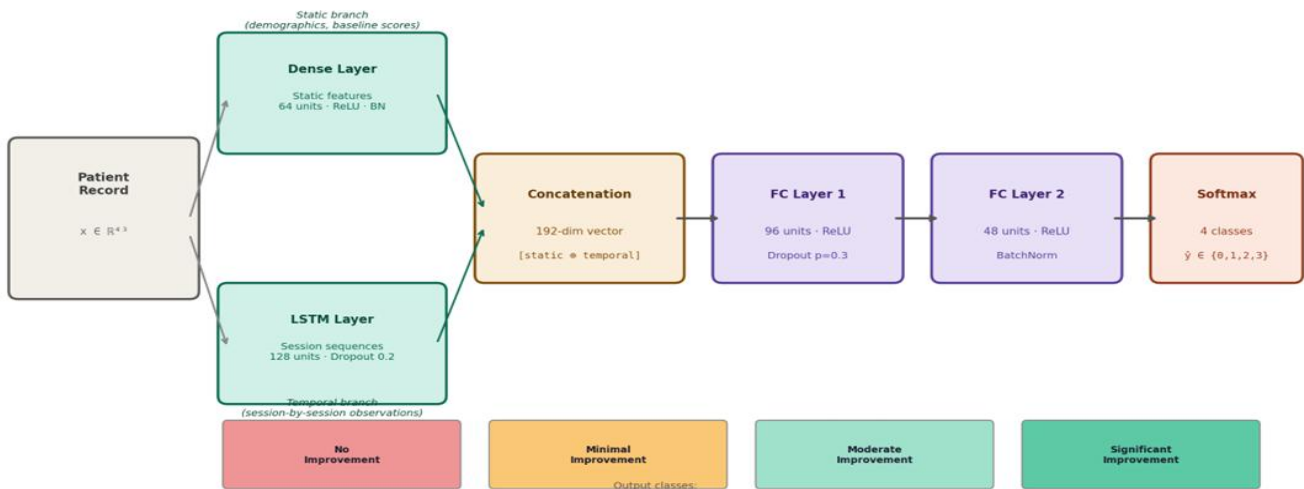 Static branch
(demographics, baseline scores)
Dense Layer
Static features
64 units · ReLU · BN
Patient
Record
x ∈ ℝ⁴³
LSTM Layer
Session sequences
128 units · Dropout 0.2
Temporal branch
(session-by-session observations)
Concatenation
192-dim vector
[static ⊕ temporal]
FC Layer 1
96 units · ReLU
Dropout p=0.3
FC Layer 2
48 units · ReLU
BatchNorm
Softmax
4 classes
ŷ ∈ {0,1,2,3}
No
Improvement
Minimal
Improvement
Moderate
Improvement
Significant
Improvement
Output classes: